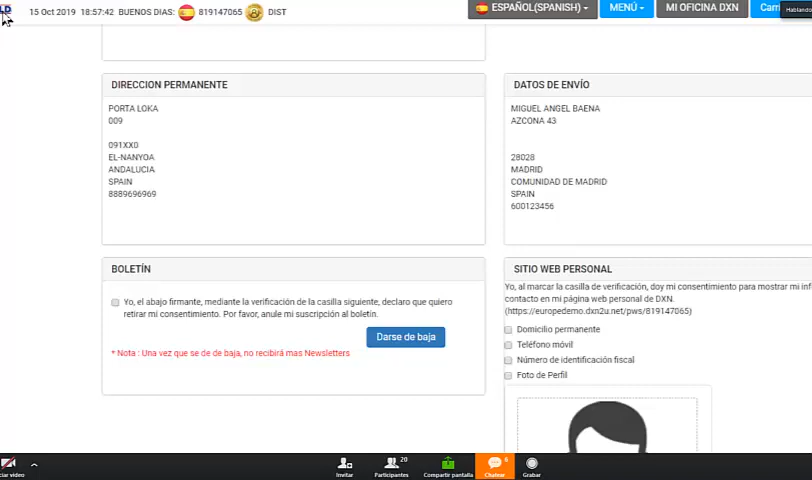 LD
15 Oct 2019 18:57:42 BUENOS DIAS: 819147065 DIST
ESPAÑOL(SPANISH)
MENÚ
MI OFICINA DXN
Carri
Hablando
DIRECCION PERMANENTE
PORTA LOKA
009
091XX0
EL-NANYOA
ANDALUCIA
SPAIN
8889696969
DATOS DE ENVÍO
MIGUEL ANGEL BAENA
AZCONA 43
28028
MADRID
COMUNIDAD DE MADRID
SPAIN
600123456
BOLETÍN
Yo, el abajo firmante, mediante la verificación de la casilla siguiente, declaro que quiero
retirar mi consentimiento. Por favor, anule mi suscripción al boletín.
Darse de baja
* Nota : Una vez que se de de baja, no recibirá mas Newsletters
SITIO WEB PERSONAL
Yo, al marcar la casilla de verificación, doy mi consentimiento para mostrar mi inf
contacto en mi página web personal de DXN.
(https://europedemo.dxn2u.net/pws/819147065)
Domicilio permanente
Teléfono móvil
Número de identificación fiscal
Foto de Perfil
ciar video
Invitar
20
Participantes
Compartir pantalla
6
Chatear
Grabar